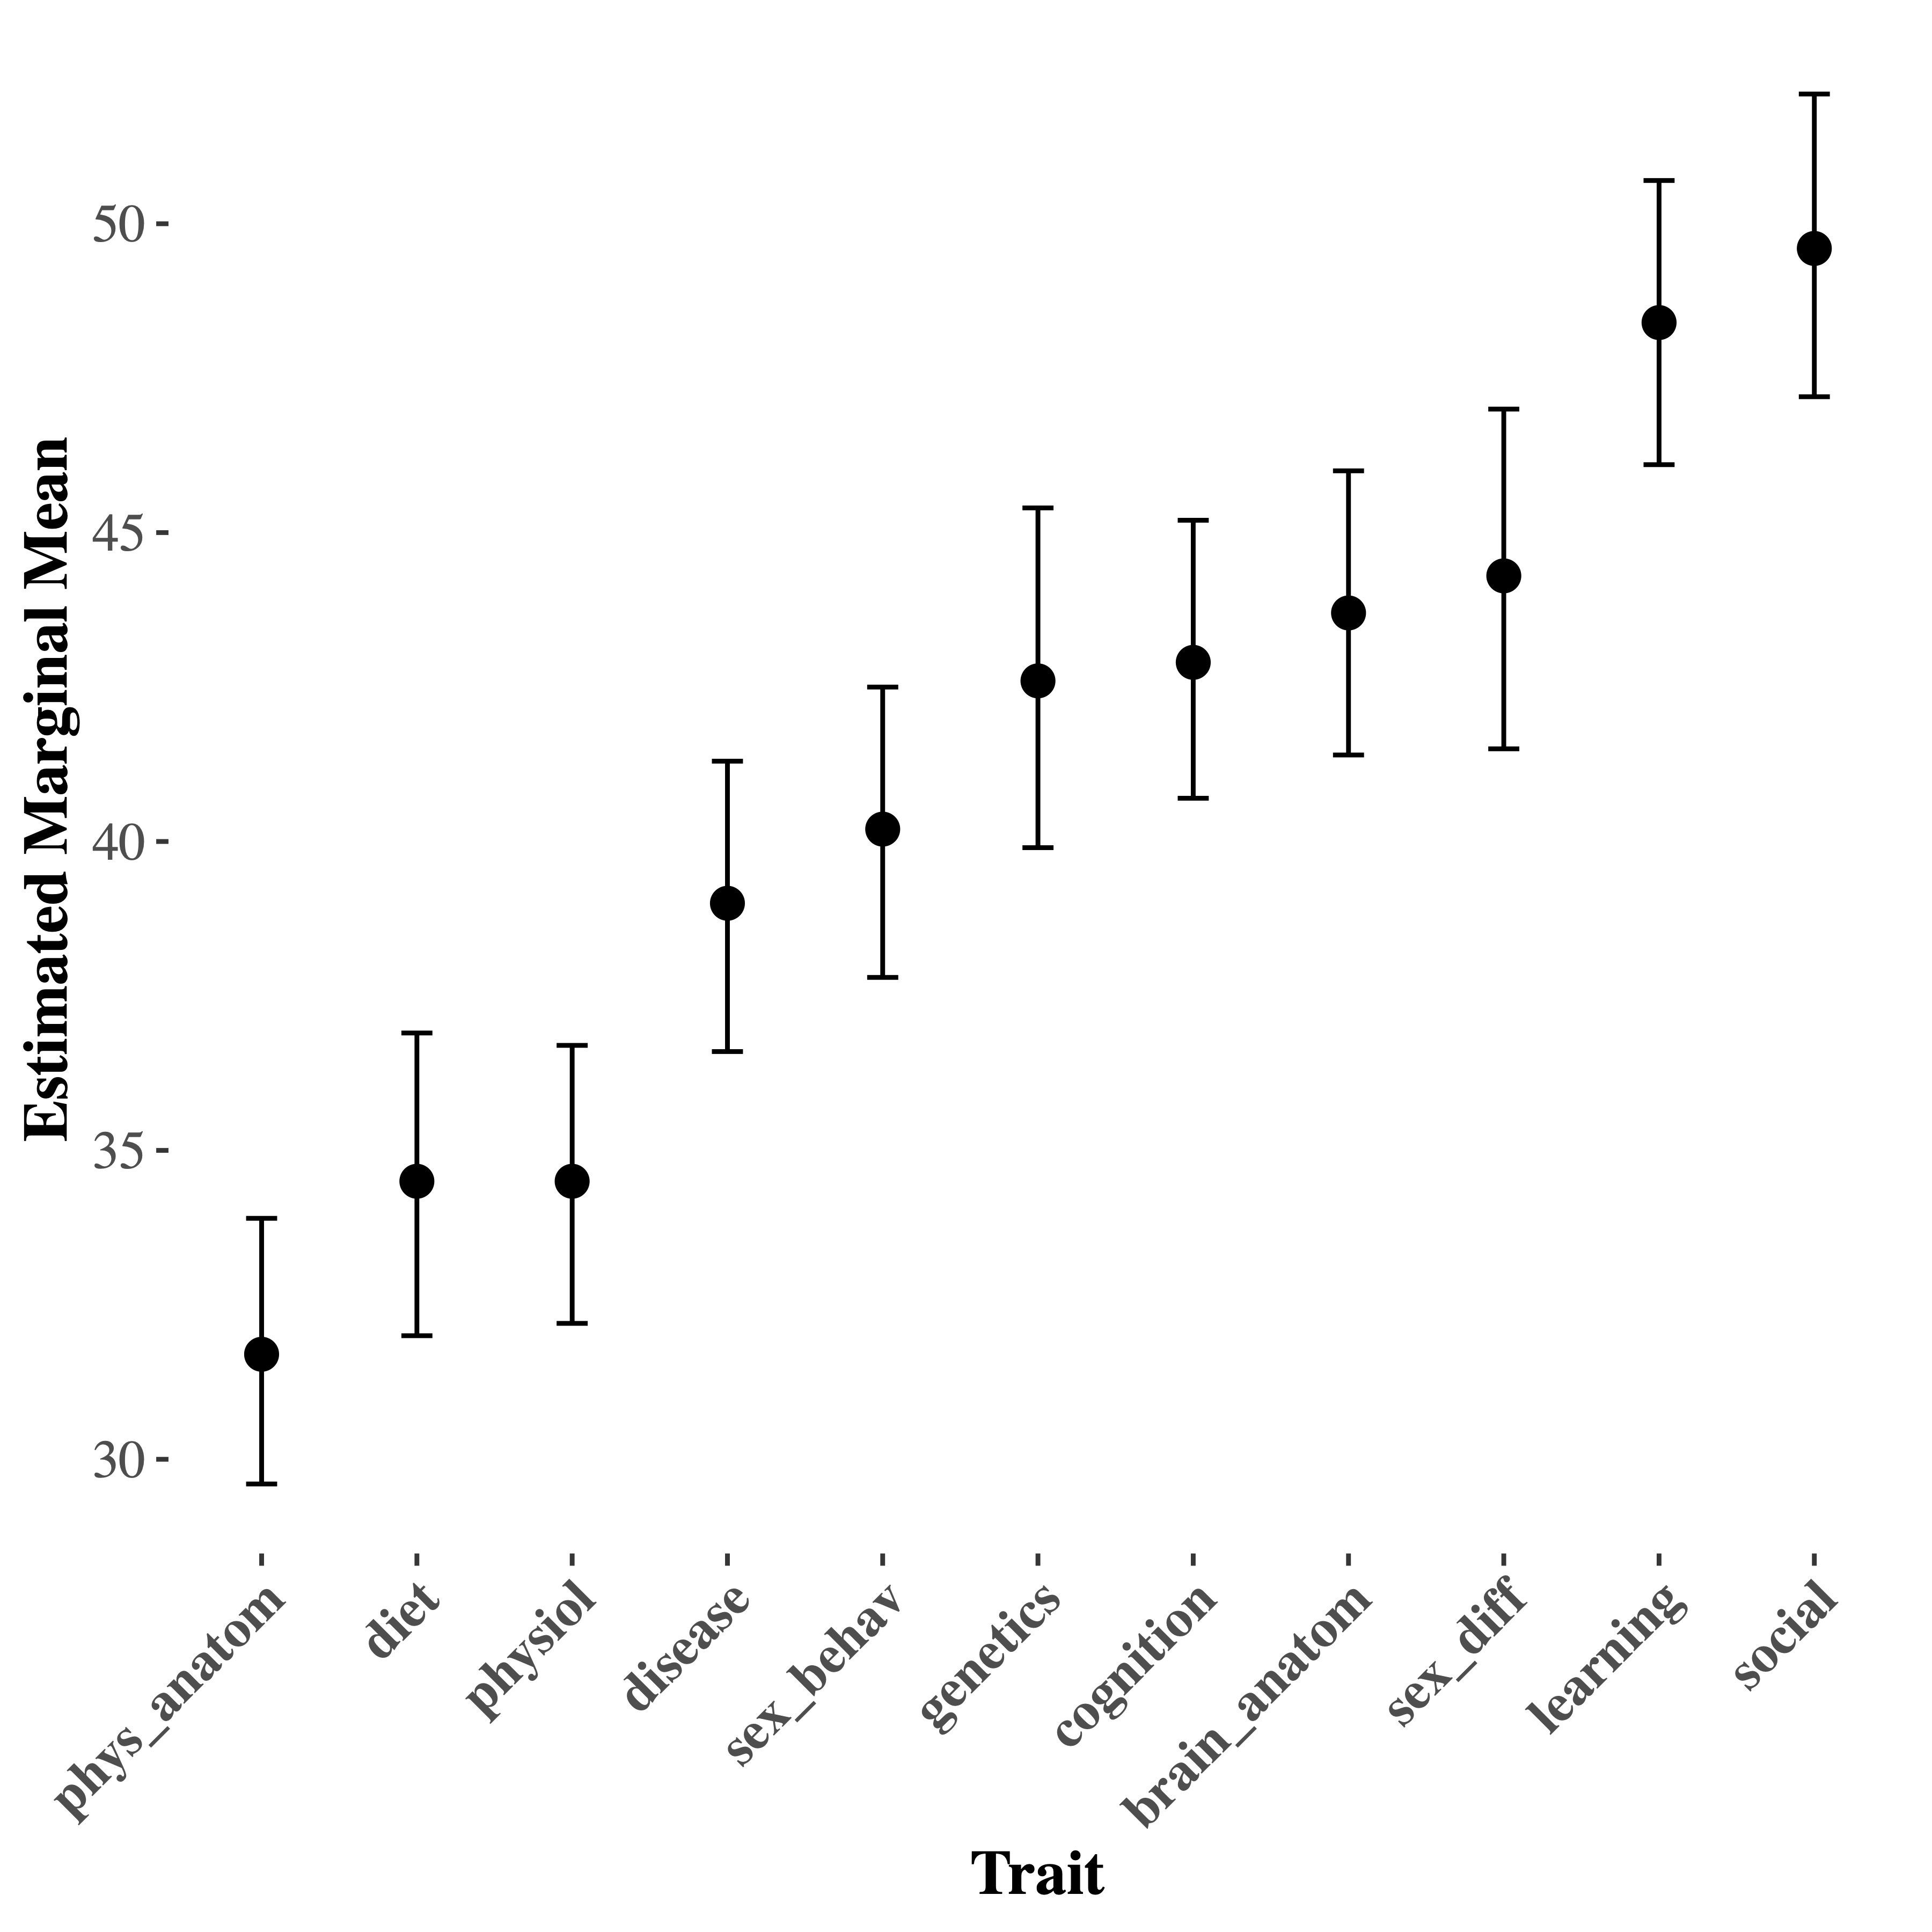 Estimated Marginal Mean
50
45
40
35
30
phys_anatom
diet
physiol
disease
sex_behav
genetics
cognition
brain_anatom
sex_diff
learning
social
Trait